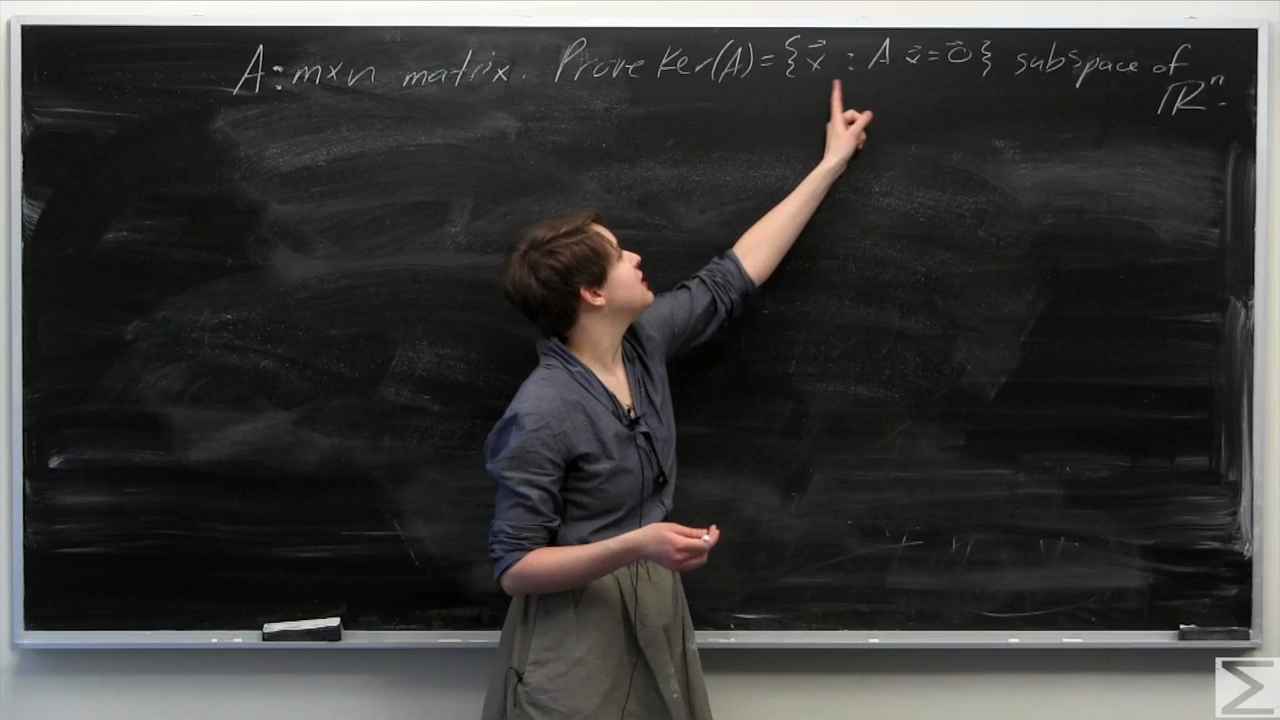 A: m×n matrix. Prove Ker(A) = {x⃗ : A x⃗ = 0⃗} subspace of
ℝⁿ.
Σ